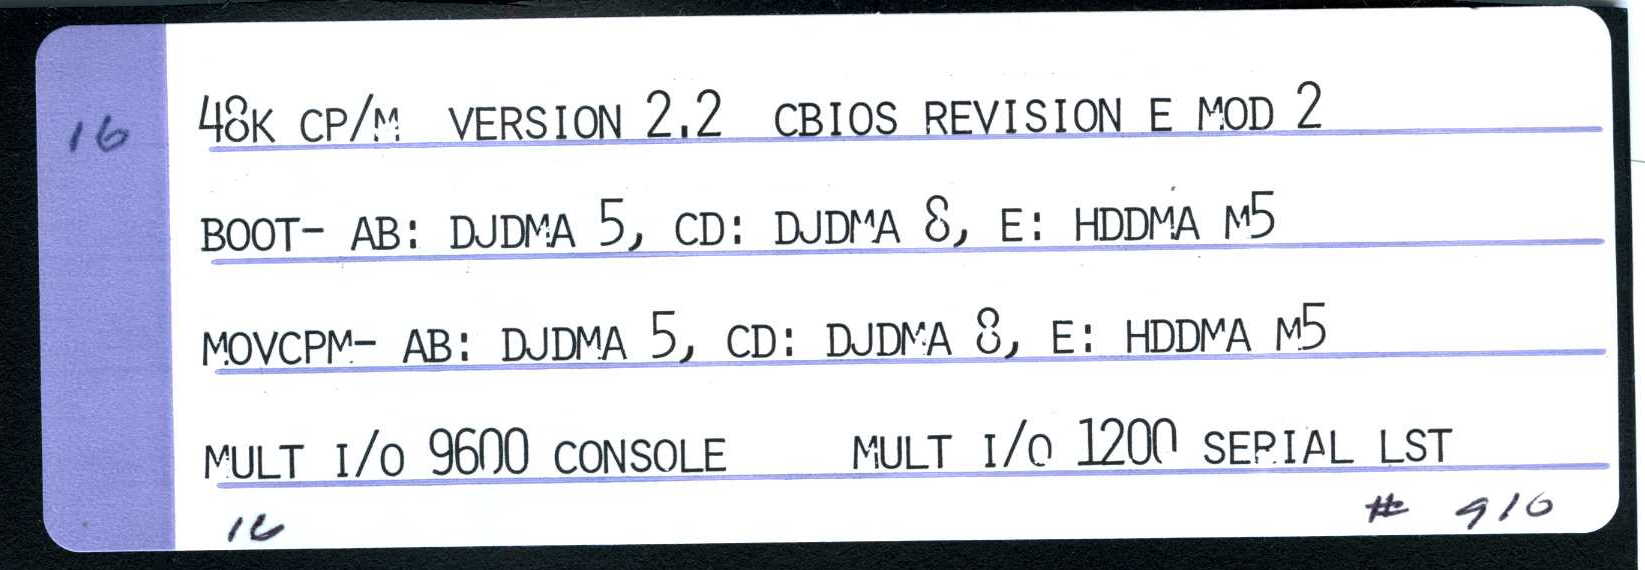 16
48K CP/M VERSION 2.2 CBIOS REVISION E MOD 2
BOOT- AB: DJDMA 5, CD: DJDMA 8, E: HDDMA M5
MOVCPM- AB: DJDMA 5, CD: DJDMA 8, E: HDDMA M5
MULT I/O 9600 CONSOLE MULT I/O 1200 SERIAL LST
16 # 910